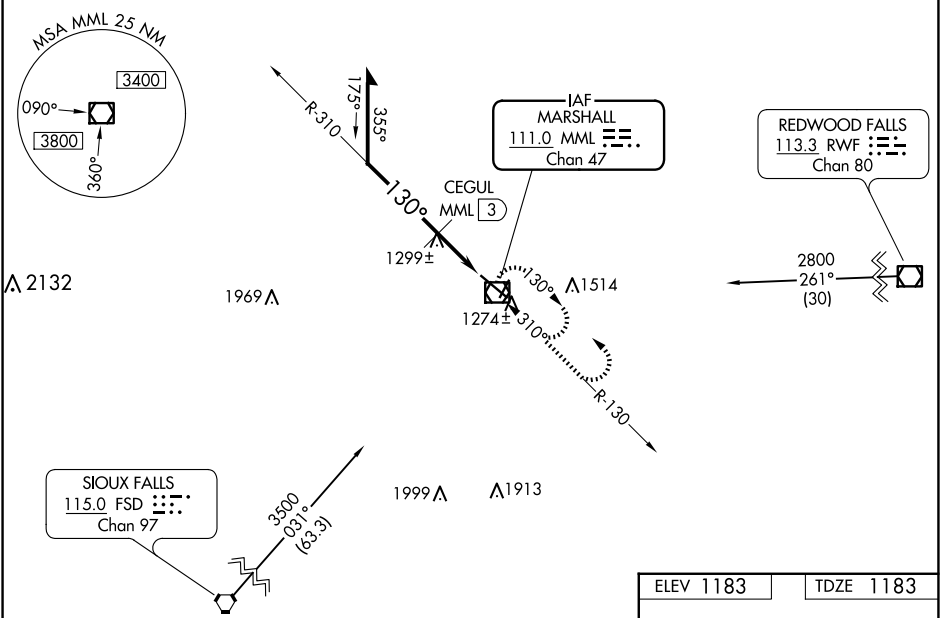 MSA MML 25 NM
3400
090°
3800
360°
R-310
175°
355°
130°
CEGUL
MML 3
1299±
IAF
MARSHALL
111.0 MML
Chan 47
REDWOOD FALLS
113.3 RWF
Chan 80
2800
261°
(30)
2132
1969
130°
1514
1274±
310°
R-130
SIOUX FALLS
115.0 FSD
Chan 97
3500
031°
(63.3)
1999
1913
ELEV 1183
TDZE 1183